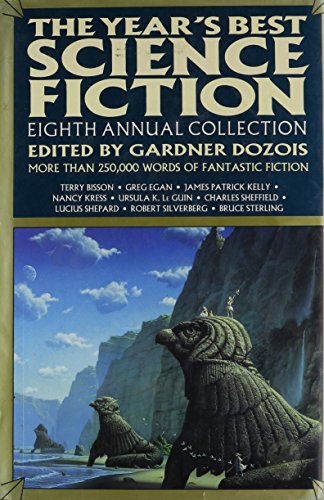 THE YEAR'S BEST
SCIENCE
FICTION
EIGHTH ANNUAL COLLECTION
EDITED BY GARDNER DOZOIS
MORE THAN 250,000 WORDS OF FANTASTIC FICTION
TERRY BISSON • GREG EGAN • JAMES PATRICK KELLY •
NANCY KRESS • URSULA K. LE GUIN • CHARLES SHEFFIELD •
LUCIUS SHEPARD • ROBERT SILVERBERG • BRUCE STERLING